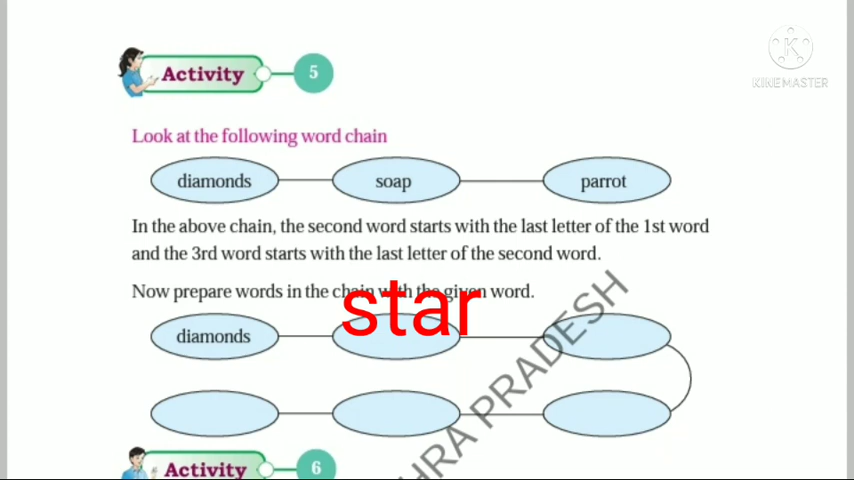 Activity 5
KINEMASTER
Look at the following word chain
diamonds soap parrot
In the above chain, the second word starts with the last letter of the 1st word
and the 3rd word starts with the last letter of the second word.
Now prepare words in the chain with the given word.
star
diamonds
HRA PRADESH
Activity 6